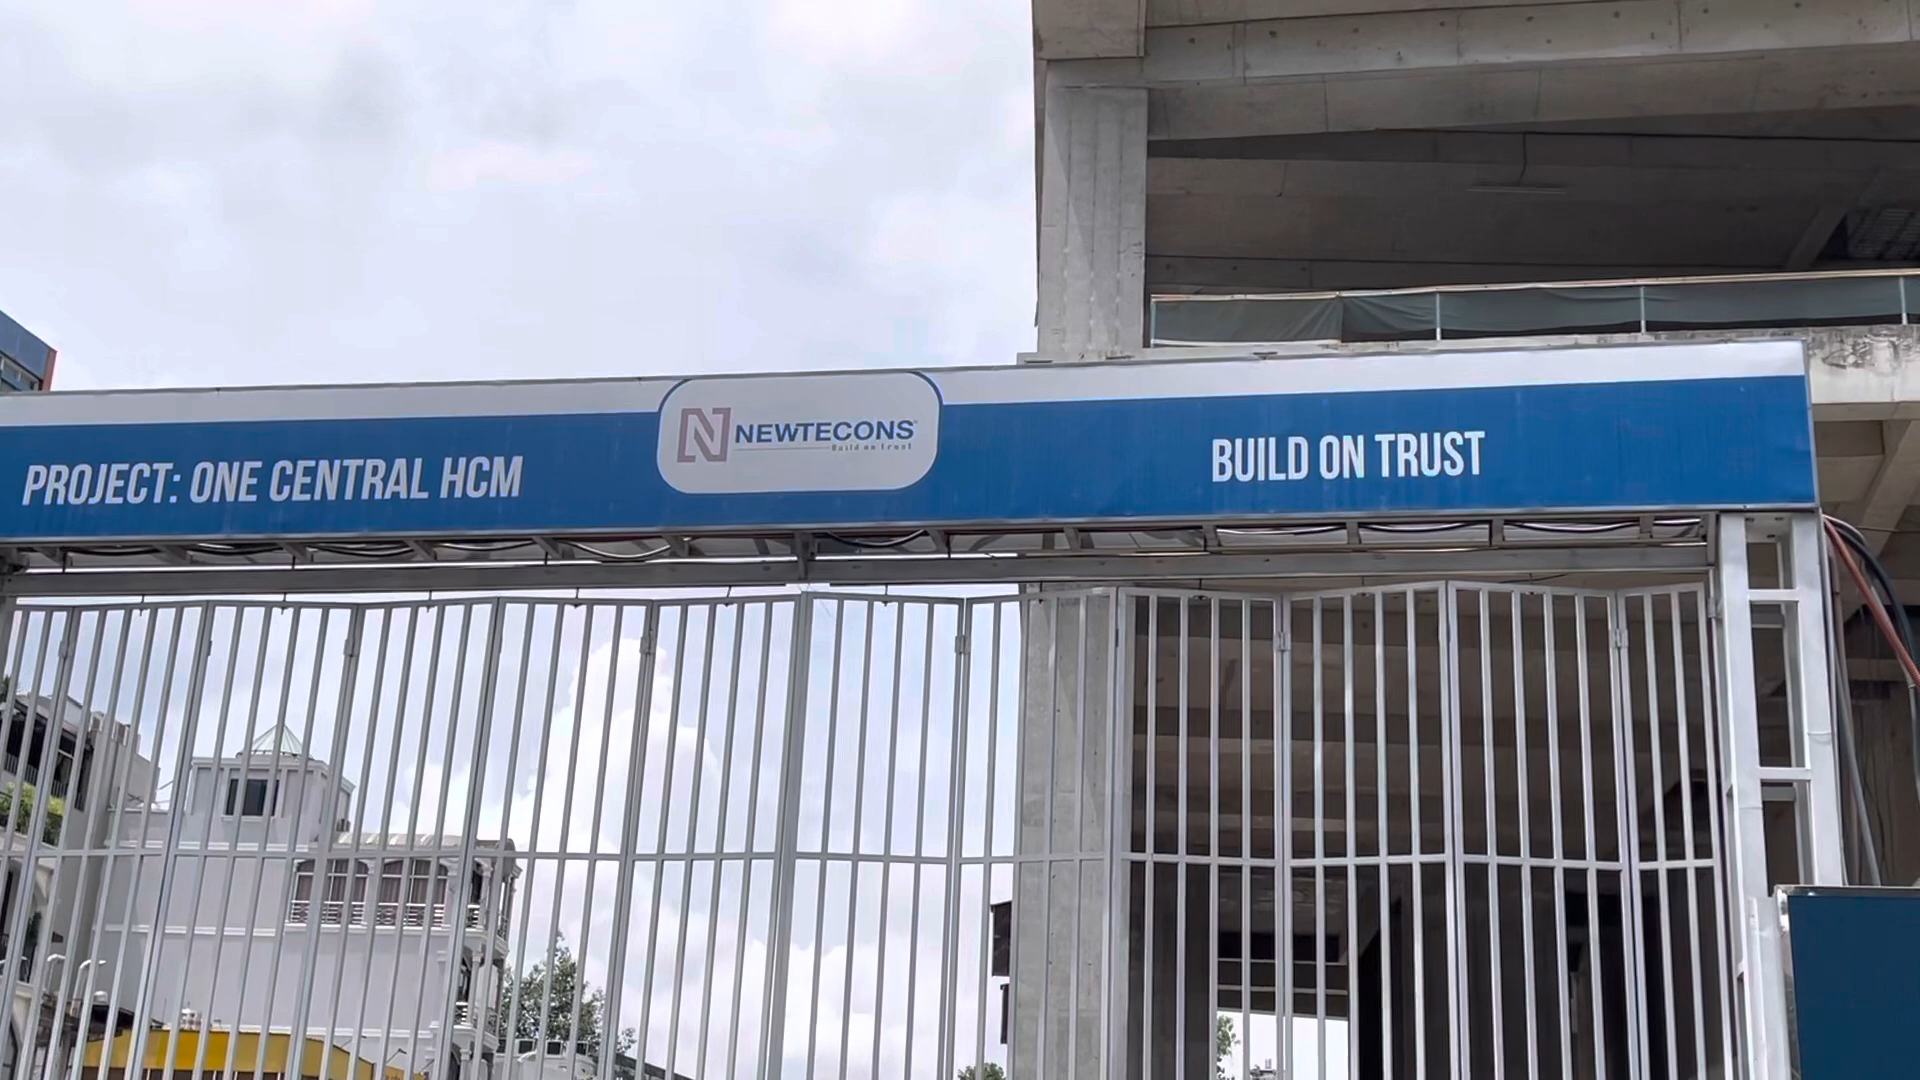 PROJECT: ONE CENTRAL HCM
N NEWTECONS
Build on Trust
BUILD ON TRUST